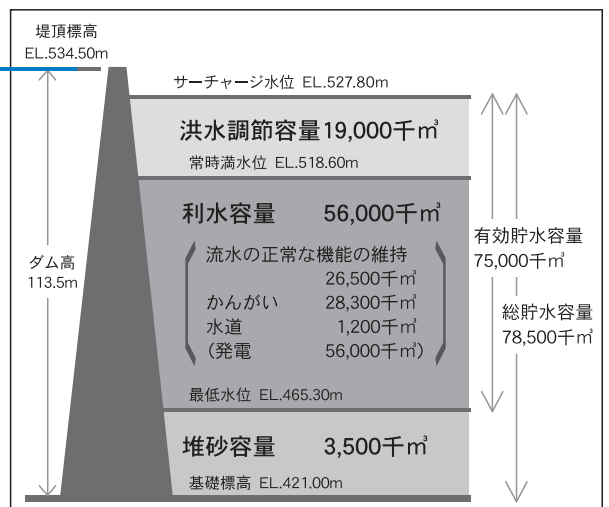 堤頂標高
EL.534.50m
サーチャージ水位 EL.527.80m
洪水調節容量19,000千㎥
常時満水位 EL.518.60m
利水容量 56,000千㎥
流水の正常な機能の維持
26,500千㎥
かんがい 28,300千㎥
水道 1,200千㎥
(発電 56,000千㎥)
最低水位 EL.465.30m
堆砂容量 3,500千㎥
基礎標高 EL.421.00m
ダム高
113.5m
有効貯水容量
75,000千㎥
総貯水容量
78,500千㎥